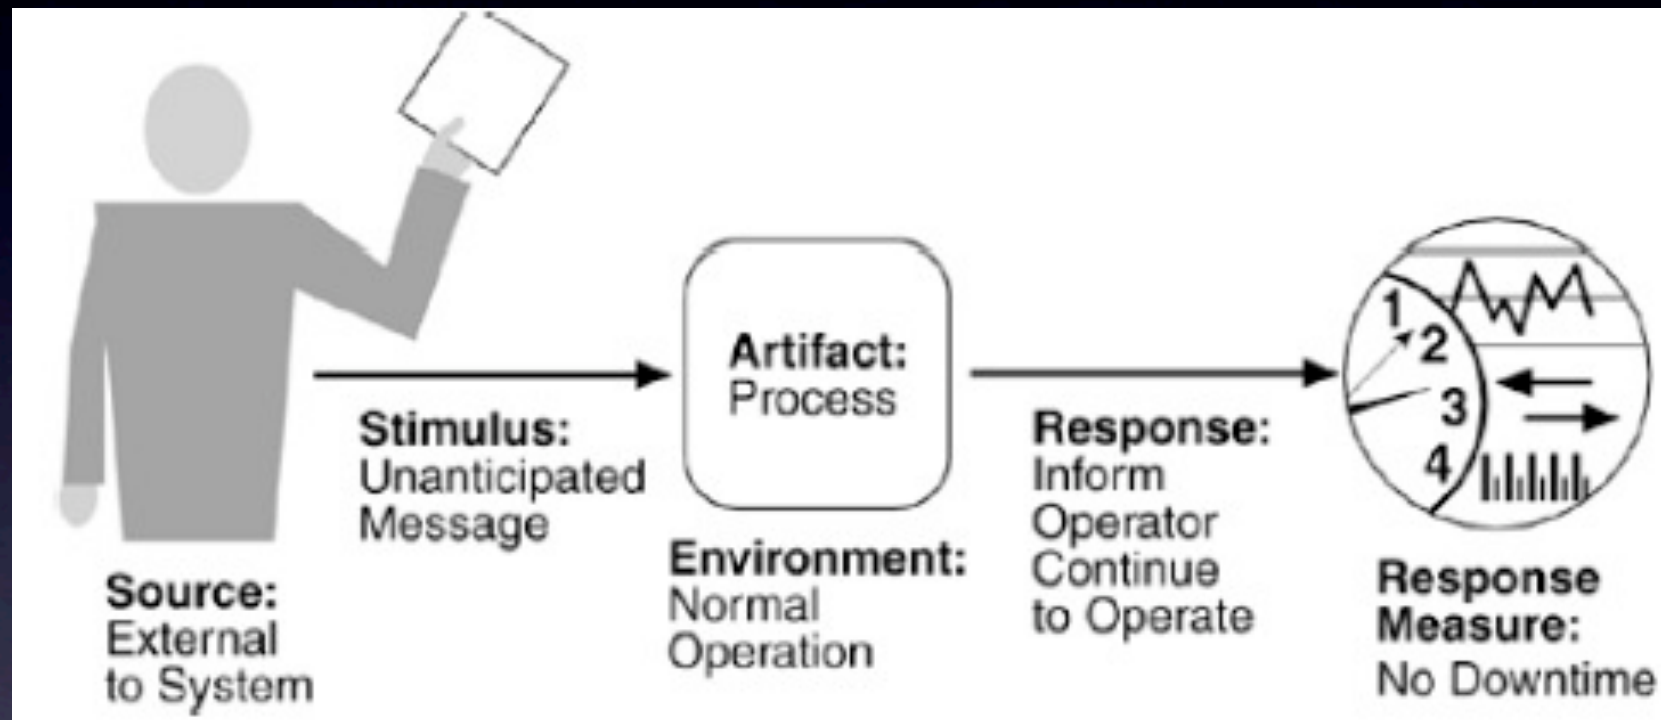 Source:
External
to System
Stimulus:
Unanticipated
Message
Artifact:
Process
Environment:
Normal
Operation
Response:
Inform
Operator
Continue
to Operate
1
2
3
4
Response
Measure:
No Downtime